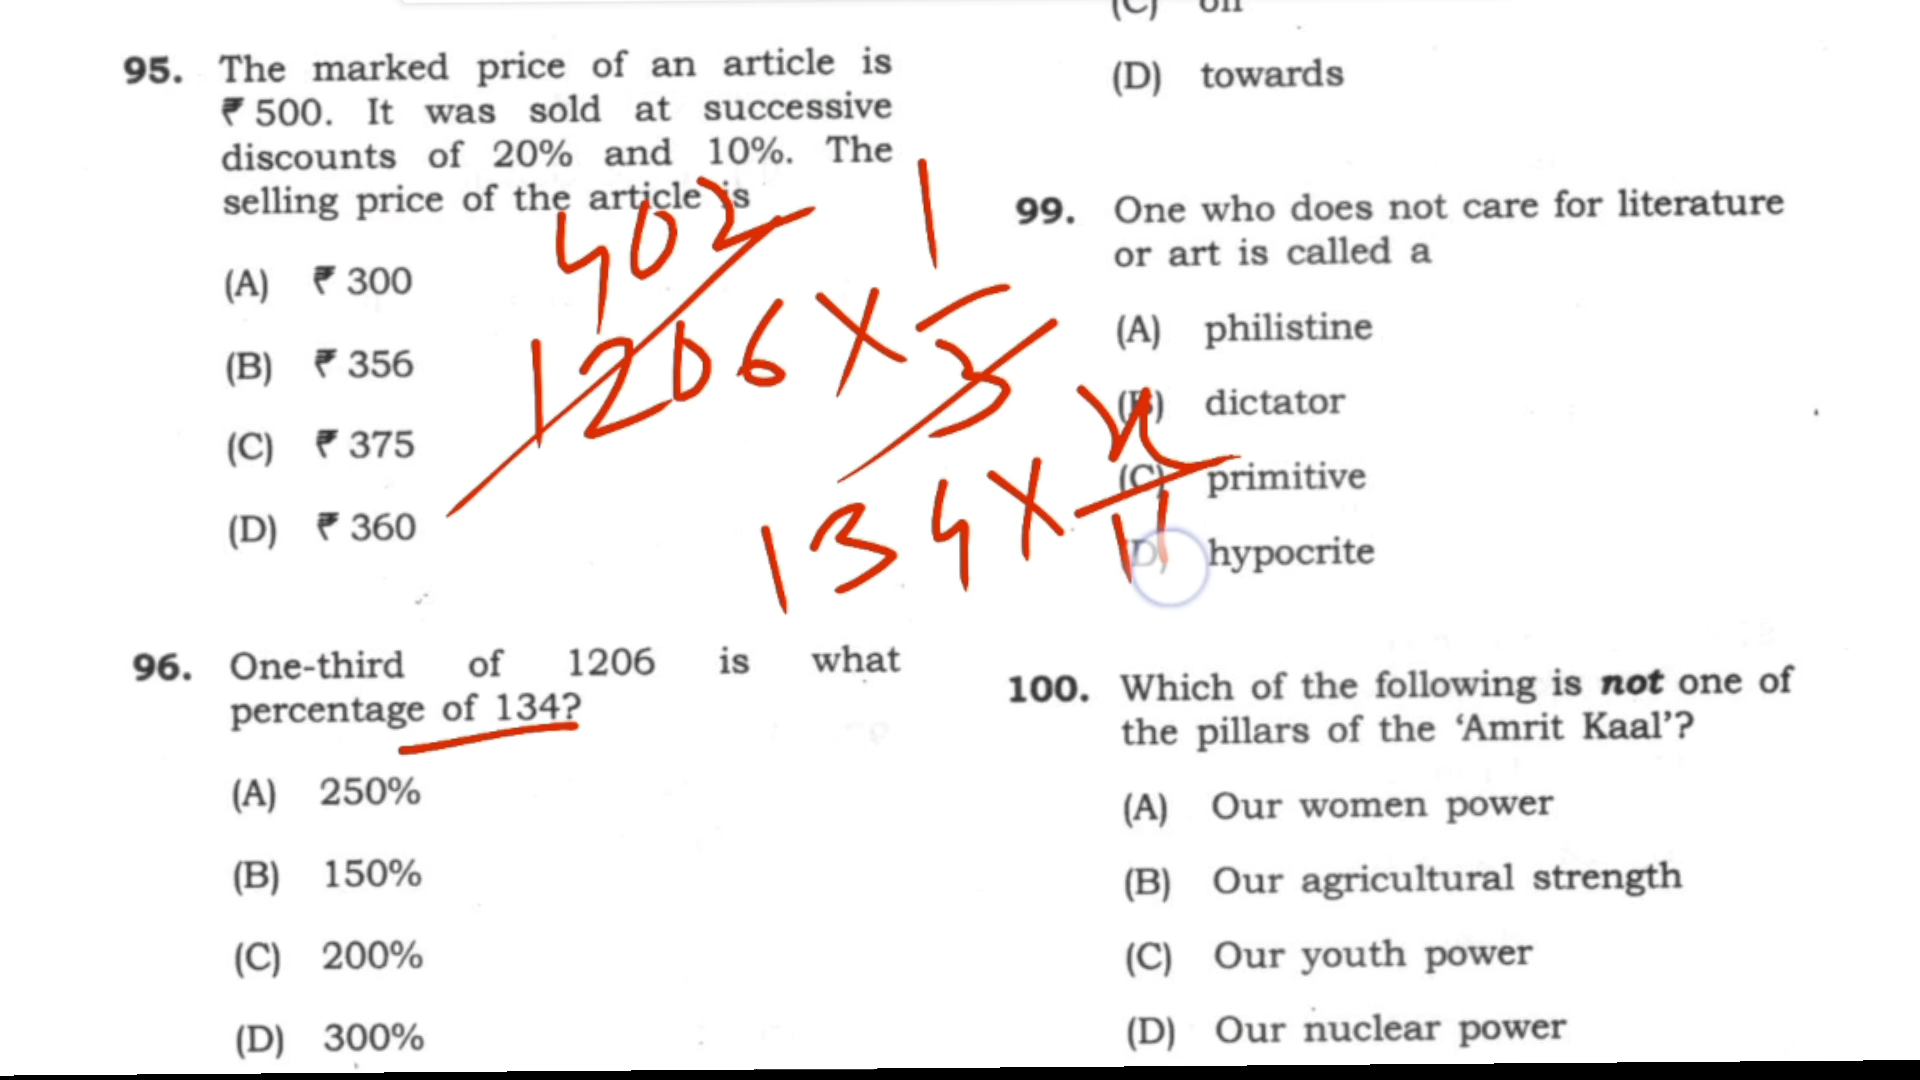 95. The marked price of an article is
₹ 500. It was sold at successive
discounts of 20% and 10%. The
selling price of the article is
(A) ₹ 300
(B) ₹ 356
(C) ₹ 375
(D) ₹ 360
402
1206 × 1
3
134 × x
11
96. One-third of 1206 is what
percentage of 134?
(A) 250%
(B) 150%
(C) 200%
(D) 300%
(C) on
(D) towards
99. One who does not care for literature
or art is called a
(A) philistine
(B) dictator
(C) primitive
(D) hypocrite
100. Which of the following is not one of
the pillars of the ‘Amrit Kaal’?
(A) Our women power
(B) Our agricultural strength
(C) Our youth power
(D) Our nuclear power